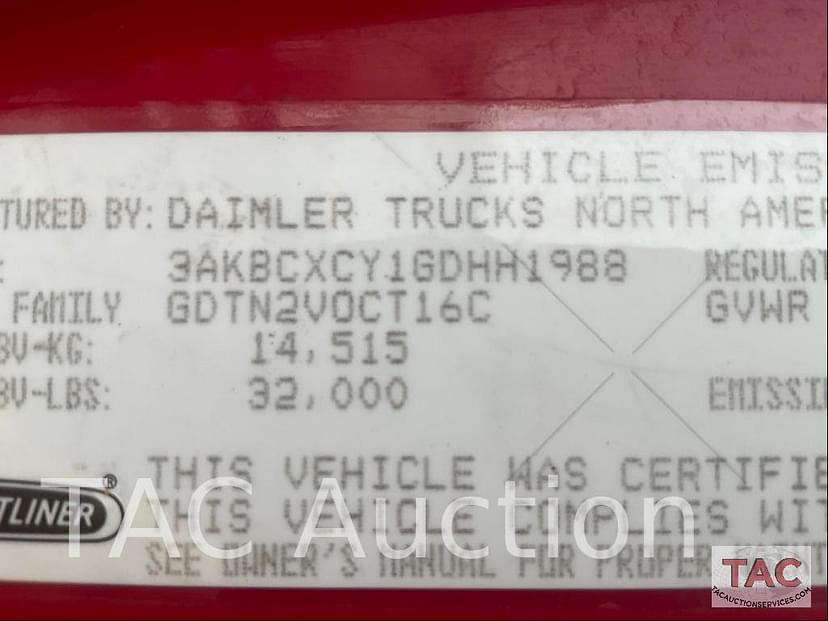 VEHICLE EMIS
TURED BY: DAIMLER TRUCKS NORTH AMER
: 3AKBCXCY1GDHH1988 REGULAT
FAMILY GDTN2VOCT16C GVWR
BV-KG: 14,515
BV-LBS: 32,000 EMISSI
THIS VEHICLE WAS CERTIFIE
TLINER ®
THIS VEHICLE COMPLIES WIT
SEE OWNER'S MANUAL FOR PROPER
TAC Auction
TAC
TACAUCTIONSERVICES.COM